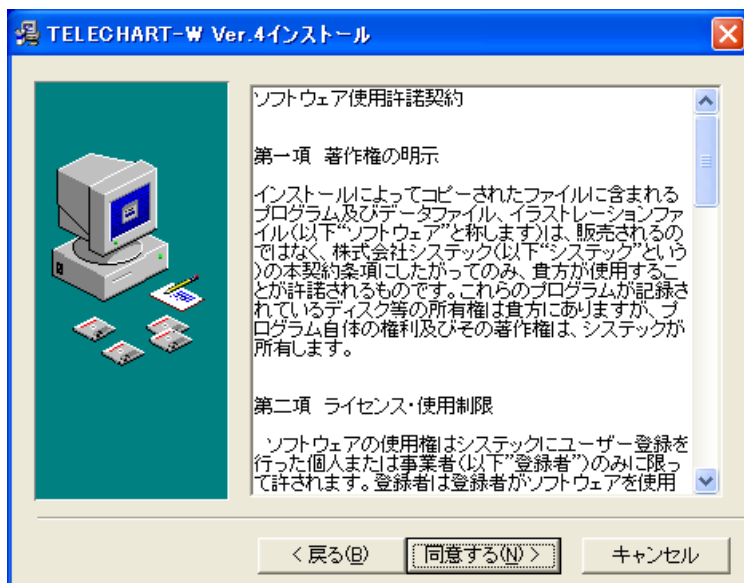 TELECHART-W Ver.4インストール
ソフトウェア使用許諾契約
第一項 著作権の明示
インストールによってコピーされたファイルに含まれる
プログラム及びデータファイル、イラストレーションファ
イル(以下“ソフトウェア”と称します)は、販売されるの
ではなく、株式会社システック(以下“システック”という
)の本契約条項にしたがってのみ、貴方が使用するこ
とが許諾されるものです。これらのプログラムが記録さ
れているディスク等の所有権は貴方にありますが、プ
ログラム自体の権利及びその著作権は、システックが
所有します。
第二項 ライセンス・使用制限
ソフトウェアの使用権はシステックにユーザー登録を
行った個人または事業者(以下”登録者”)のみに限っ
て許されます。登録者は登録者がソフトウェアを使用
< 戻る(B)
同意する(N) >
キャンセル